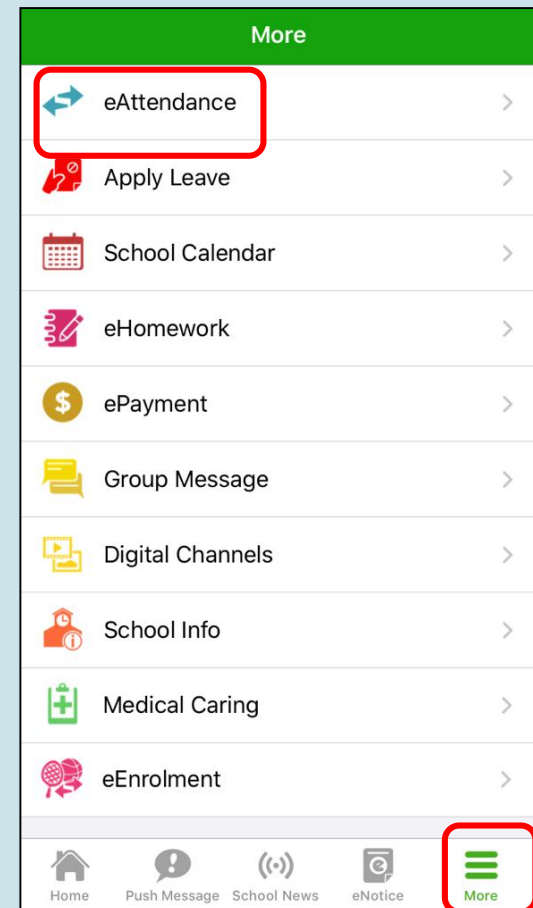 More
eAttendance
Apply Leave
School Calendar
eHomework
ePayment
Group Message
Digital Channels
School Info
Medical Caring
eEnrolment
Home Push Message School News eNotice More